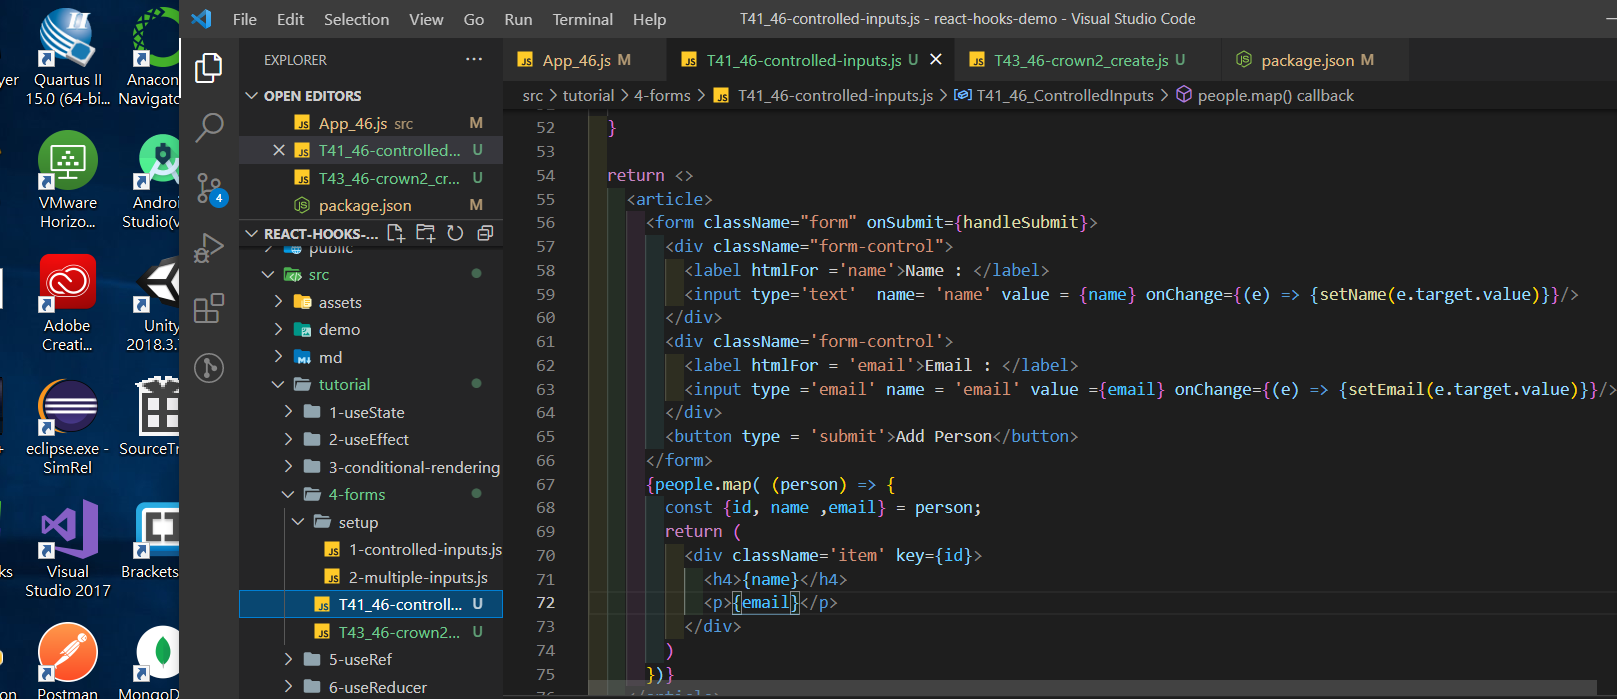 yer
Quartus II
15.0 (64-bi...
Anacon
Navigato
VMware
Horizo...
Andro
Studio(v
Adobe
Creati...
Unity
2018.3.
eclipse.exe -
SimRel
SourceTr
ks
Visual
Studio 2017
Brackets
on
Postman
MongoD
File Edit Selection View Go Run Terminal Help
T41_46-controlled-inputs.js - react-hooks-demo - Visual Studio Code
4
EXPLORER ...
OPEN EDITORS
JS App_46.js src M
JS T41_46-controlled... U
JS T43_46-crown2_cr... U
JS package.json M
REACT-HOOKS-...
public
src
assets
demo
md
tutorial
1-useState
2-useEffect
3-conditional-rendering
4-forms
setup
JS 1-controlled-inputs.js
JS 2-multiple-inputs.js
JS T41_46-controll... U
JS T43_46-crown2... U
5-useRef
6-useReducer
JS App_46.js M
JS T41_46-controlled-inputs.js U
JS T43_46-crown2_create.js U
JS package.json M
src > tutorial > 4-forms > JS T41_46-controlled-inputs.js > T41_46_ControlledInputs > people.map() callback
52 }
53
54 return <>
55 <article>
56 <form className="form" onSubmit={handleSubmit}>
57 <div className="form-control">
58 <label htmlFor ='name'>Name : </label>
59 <input type='text'  name= 'name' value = {name} onChange={(e) => {setName(e.target.value)}}/>
60 </div>
61 <div className='form-control'>
62 <label htmlFor = 'email'>Email : </label>
63 <input type ='email' name = 'email' value ={email} onChange={(e) => {setEmail(e.target.value)}}/>
64 </div>
65 <button type = 'submit'>Add Person</button>
66 </form>
67 {people.map( (person) => {
68 const {id, name ,email} = person;
69 return (
70 <div className='item' key={id}>
71 <h4>{name}</h4>
72 <p>{email}</p>
73 </div>
74 )
75 })}
76 </article>